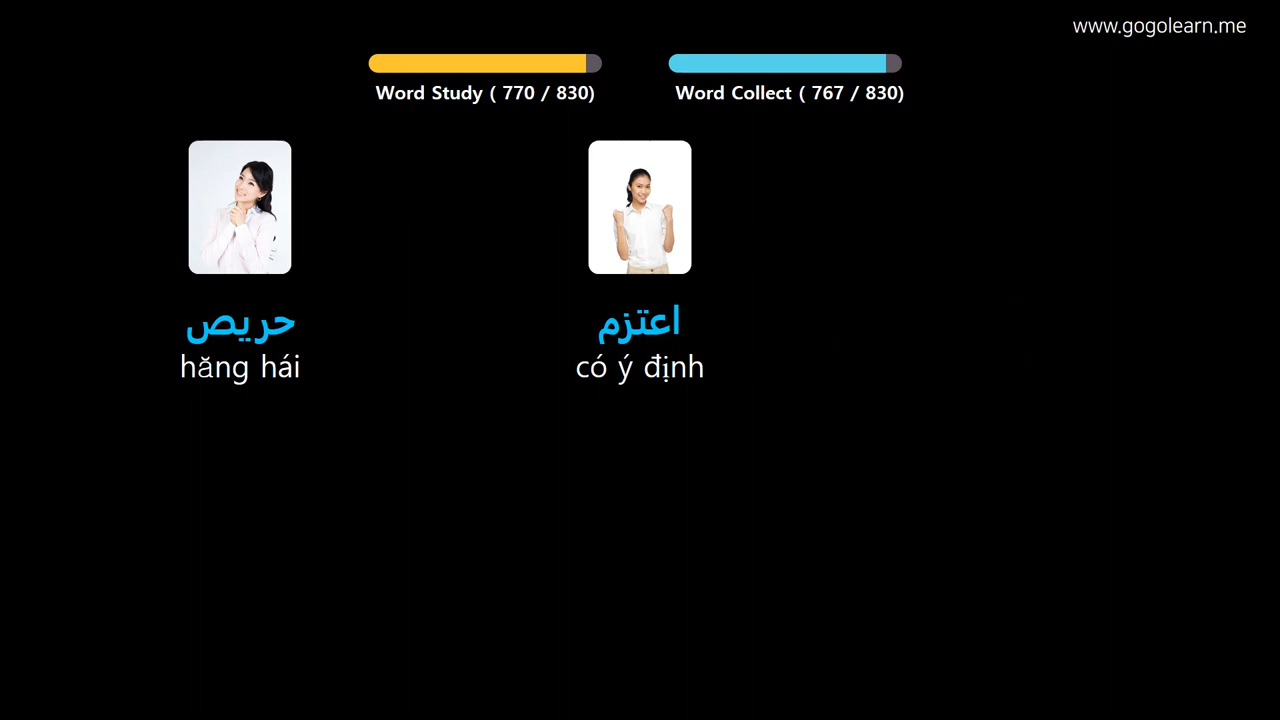 www.gogolearn.me
Word Study ( 770 / 830)
Word Collect ( 767 / 830)
حريص
hăng hái
اعتزم
có ý định